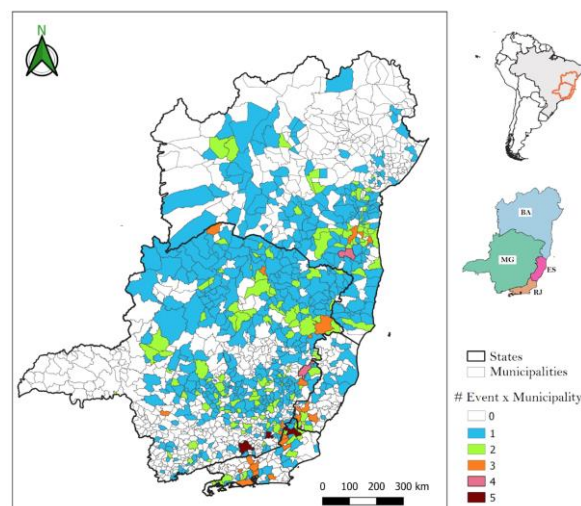 N
BA
MG
ES
RJ
States
Municipalities
# Event x Municipality
0
1
2
3
4
5
0 100 200 300 km